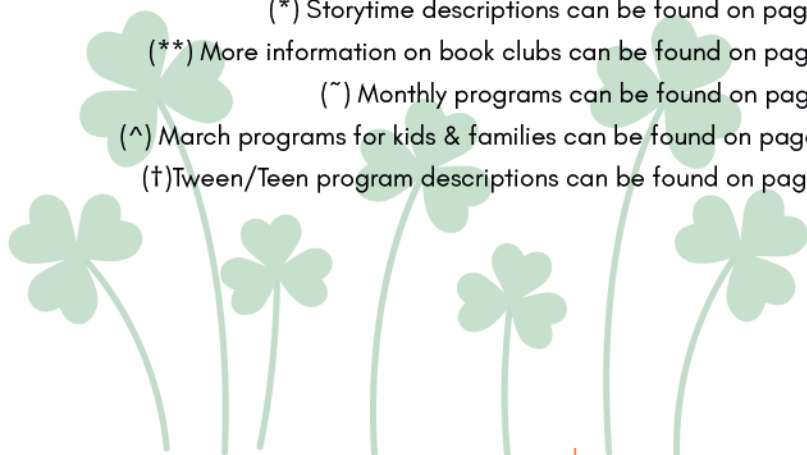 (*) Storytime descriptions can be found on pag
(**) More information on book clubs can be found on pag
(˜) Monthly programs can be found on pag
(^) March programs for kids & families can be found on page
(†)Tween/Teen program descriptions can be found on pag